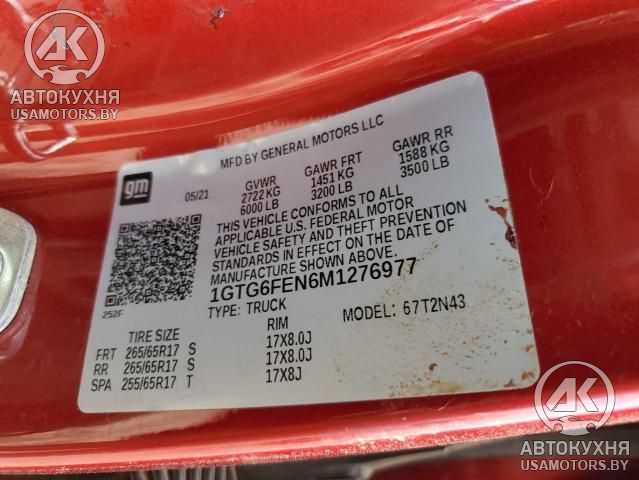 АК
АВТОКУХНЯ
USAMOTORS.BY
MFD BY GENERAL MOTORS LLC
gm
05/21
GVWR
2722 KG
6000 LB
GAWR FRT
1451 KG
3200 LB
GAWR RR
1588 KG
3500 LB
THIS VEHICLE CONFORMS TO ALL
APPLICABLE U.S. FEDERAL MOTOR
VEHICLE SAFETY AND THEFT PREVENTION
STANDARDS IN EFFECT ON THE DATE OF
MANUFACTURE SHOWN ABOVE.
1GTG6FEN6M1276977
252F
TYPE: TRUCK
MODEL: 67T2N43
TIRE SIZE RIM
FRT 265/65R17 S 17X8.0J
RR 265/65R17 S 17X8.0J
SPA 255/65R17 T 17X8J
АК
АВТОКУХНЯ
USAMOTORS.BY